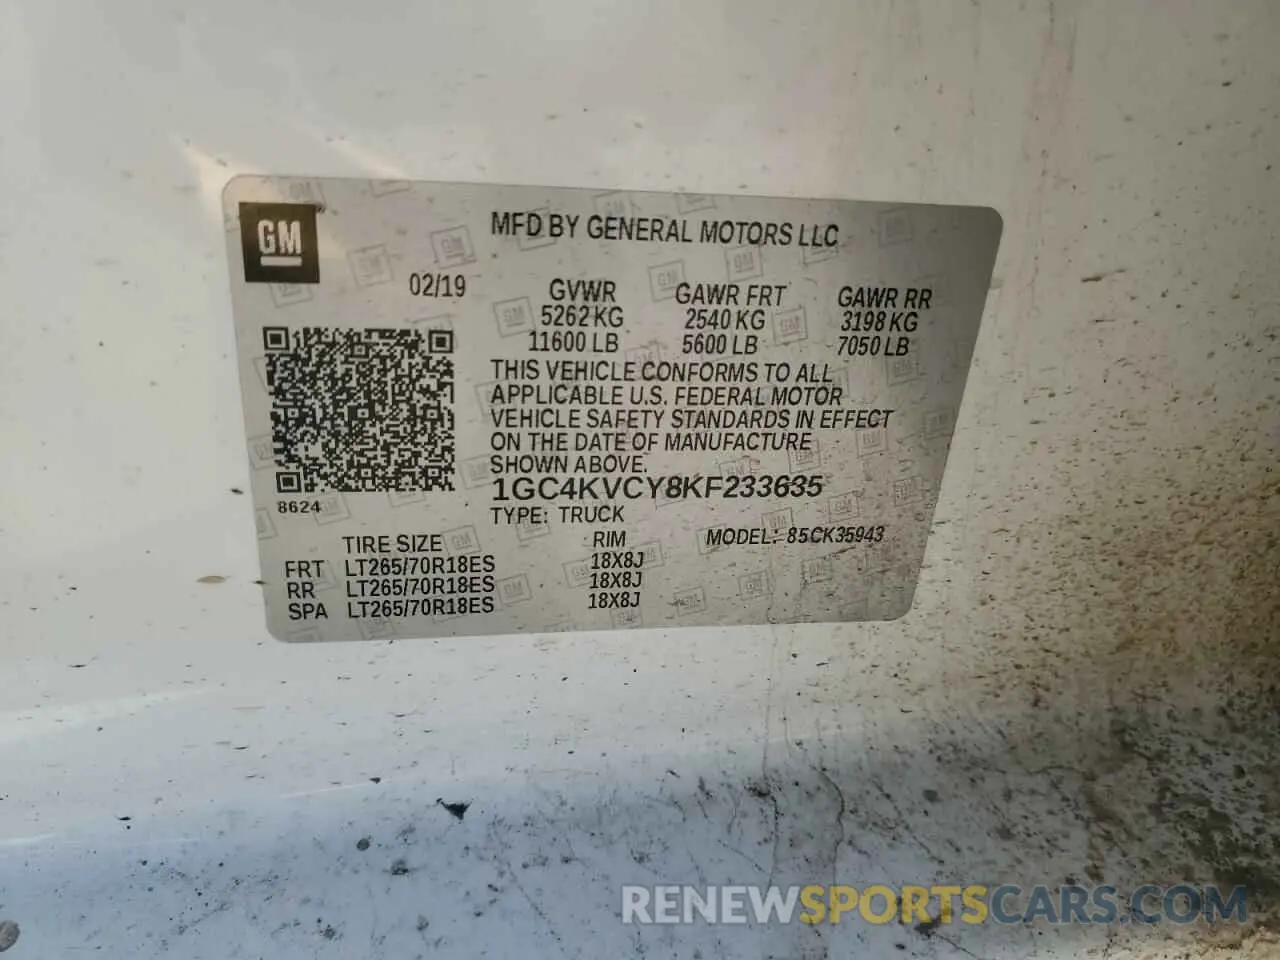 GM
MFD BY GENERAL MOTORS LLC
02/19
GVWR GAWR FRT GAWR RR
5262 KG 2540 KG 3198 KG
11600 LB 5600 LB 7050 LB
THIS VEHICLE CONFORMS TO ALL
APPLICABLE U.S. FEDERAL MOTOR
VEHICLE SAFETY STANDARDS IN EFFECT
ON THE DATE OF MANUFACTURE
SHOWN ABOVE.
1GC4KVCY8KF233635
8624
TYPE: TRUCK
TIRE SIZE RIM MODEL: 85CK35943
FRT LT265/70R18ES 18X8J
RR LT265/70R18ES 18X8J
SPA LT265/70R18ES 18X8J
RENEWSPORTSCARS.COM